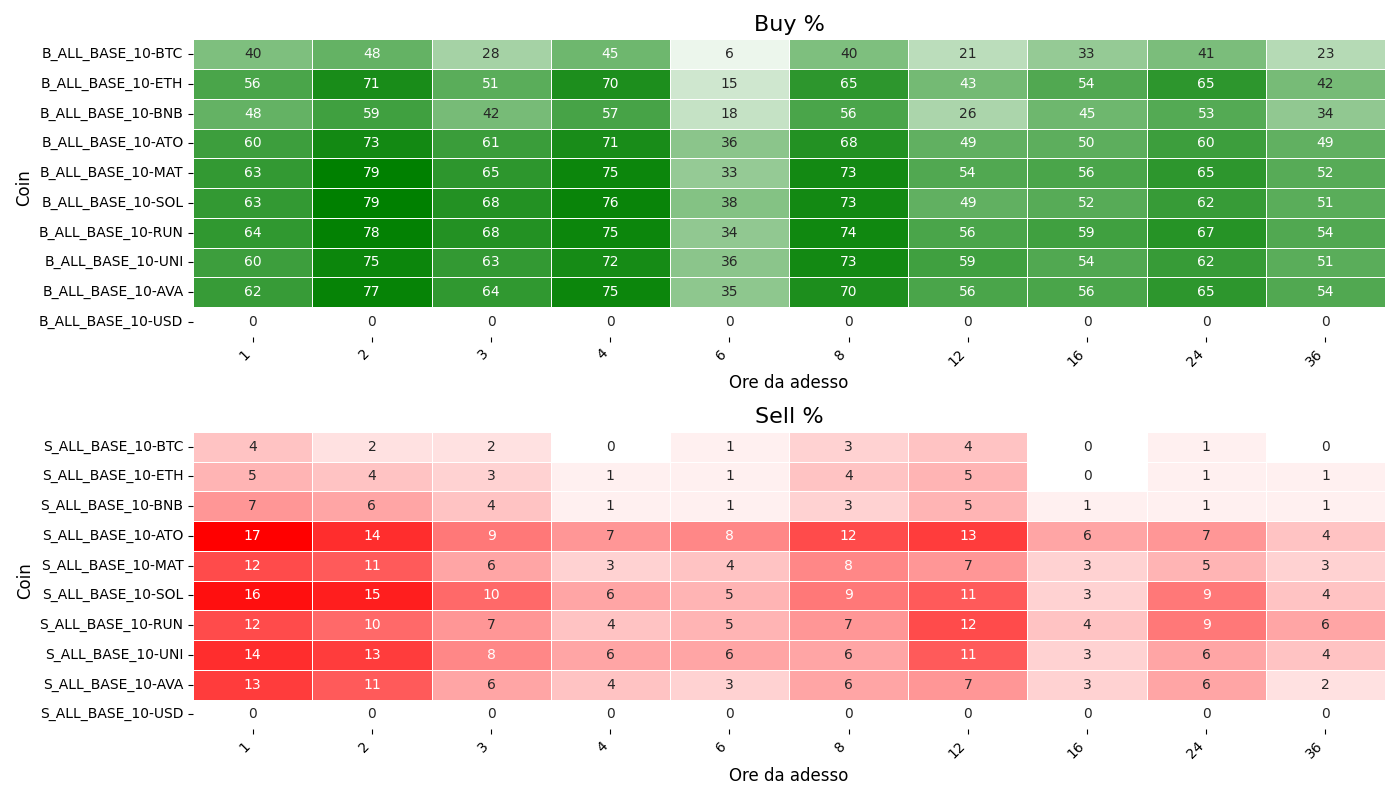 Buy %
Coin
B_ALL_BASE_10-BTC 40 48 28 45 6 40 21 33 41 23
B_ALL_BASE_10-ETH 56 71 51 70 15 65 43 54 65 42
B_ALL_BASE_10-BNB 48 59 42 57 18 56 26 45 53 34
B_ALL_BASE_10-ATO 60 73 61 71 36 68 49 50 60 49
B_ALL_BASE_10-MAT 63 79 65 75 33 73 54 56 65 52
B_ALL_BASE_10-SOL 63 79 68 76 38 73 49 52 62 51
B_ALL_BASE_10-RUN 64 78 68 75 34 74 56 59 67 54
B_ALL_BASE_10-UNI 60 75 63 72 36 73 59 54 62 51
B_ALL_BASE_10-AVA 62 77 64 75 35 70 56 56 65 54
B_ALL_BASE_10-USD 0 0 0 0 0 0 0 0 0 0
1 2 3 4 6 8 12 16 24 36
Ore da adesso
Sell %
Coin
S_ALL_BASE_10-BTC 4 2 2 0 1 3 4 0 1 0
S_ALL_BASE_10-ETH 5 4 3 1 1 4 5 0 1 1
S_ALL_BASE_10-BNB 7 6 4 1 1 3 5 1 1 1
S_ALL_BASE_10-ATO 17 14 9 7 8 12 13 6 7 4
S_ALL_BASE_10-MAT 12 11 6 3 4 8 7 3 5 3
S_ALL_BASE_10-SOL 16 15 10 6 5 9 11 3 9 4
S_ALL_BASE_10-RUN 12 10 7 4 5 7 12 4 9 6
S_ALL_BASE_10-UNI 14 13 8 6 6 6 11 3 6 4
S_ALL_BASE_10-AVA 13 11 6 4 3 6 7 3 6 2
S_ALL_BASE_10-USD 0 0 0 0 0 0 0 0 0 0
1 2 3 4 6 8 12 16 24 36
Ore da adesso